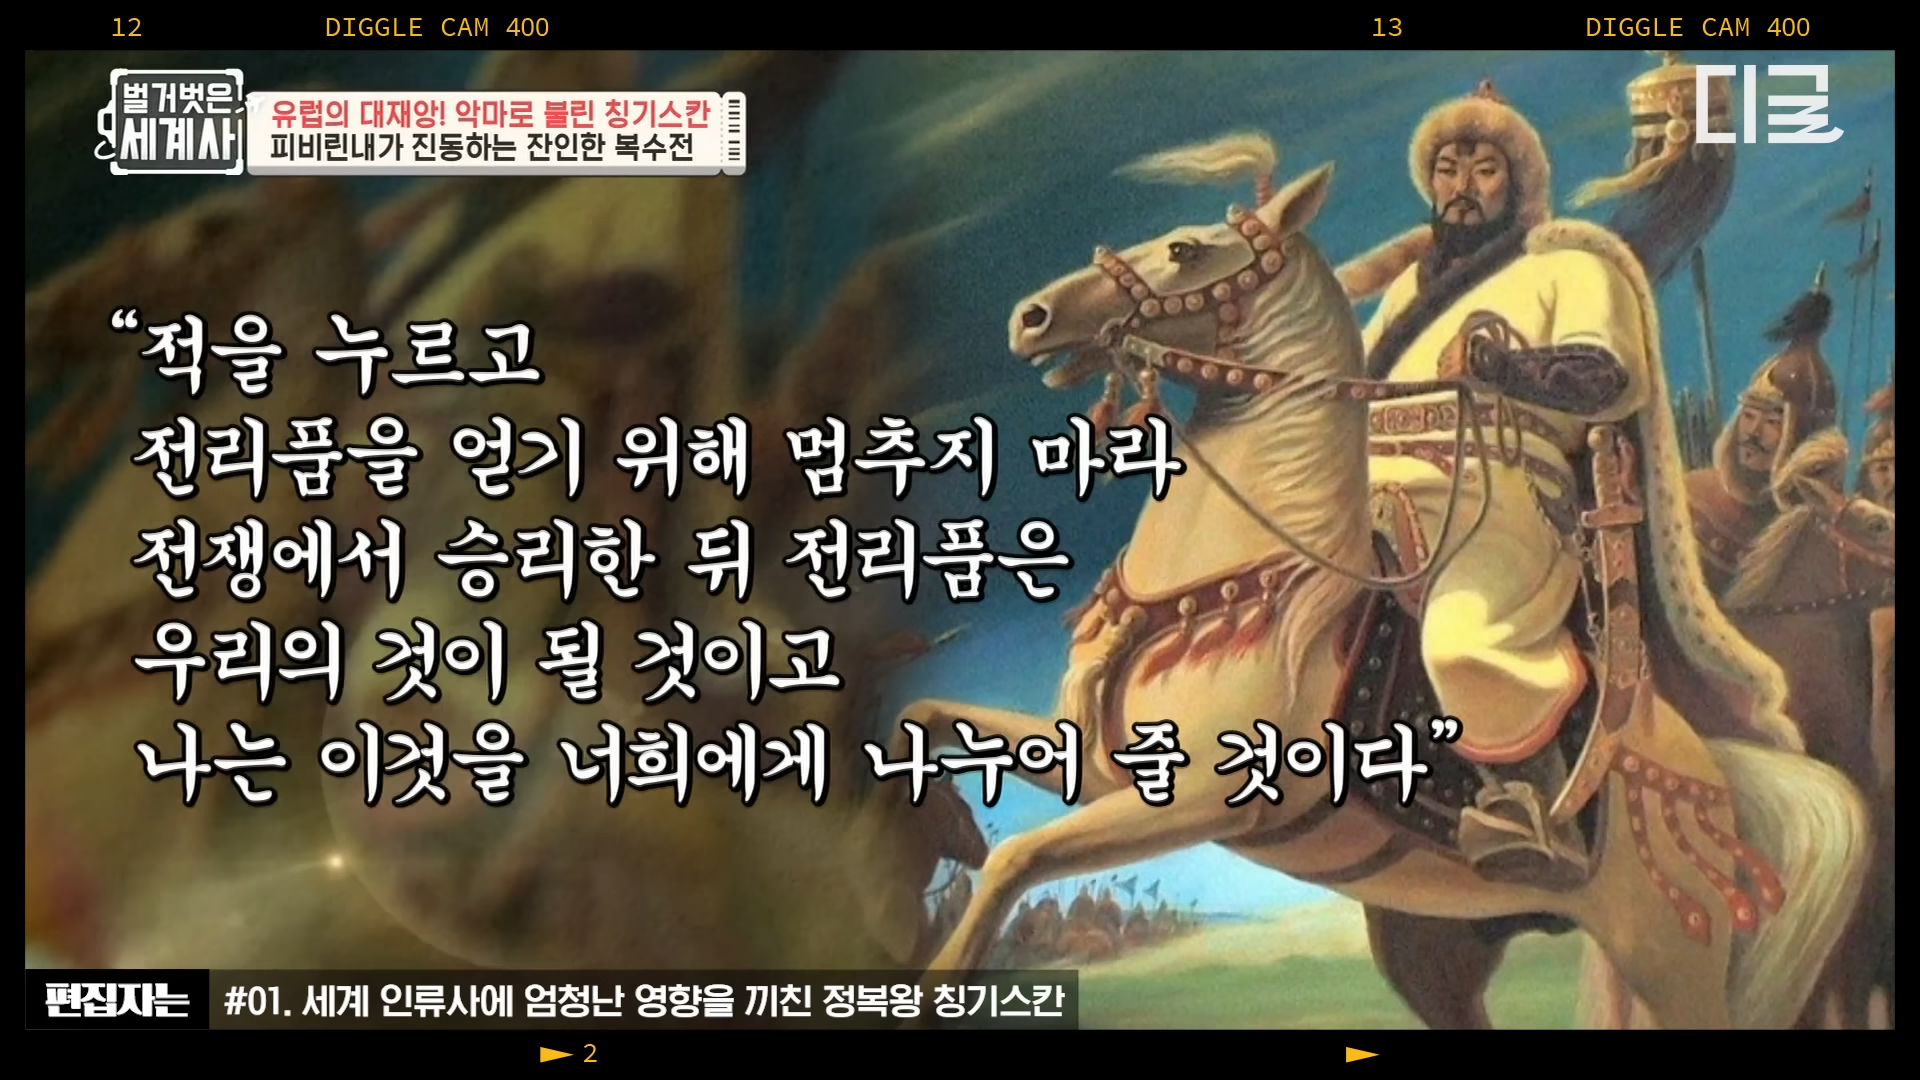 12
DIGGLE CAM 400
13
DIGGLE CAM 400
벌거벗은
세계사
유럽의 대재앙! 악마로 불린 칭기스칸
피비린내가 진동하는 잔인한 복수전
디글
“적을 누르고
전리품을 얻기 위해 멈추지 마라
전쟁에서 승리한 뒤 전리품은
우리의 것이 될 것이고
나는 이것을 너희에게 나누어 줄 것이다”
편집자는
#01. 세계 인류사에 엄청난 영향을 끼친 정복왕 칭기스칸
2